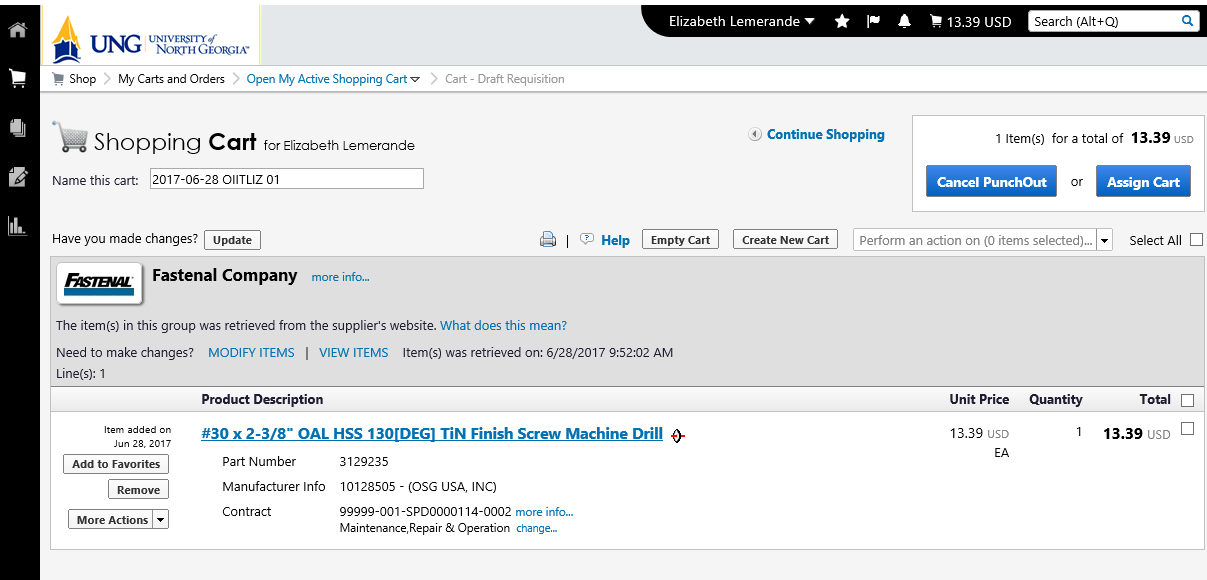 Elizabeth Lemerande 13.39 USD Search (Alt+Q)
UNG UNIVERSITY of NORTH GEORGIA™
Shop My Carts and Orders Open My Active Shopping Cart Cart - Draft Requisition
Shopping Cart for Elizabeth Lemerande
Continue Shopping
1 Item(s) for a total of 13.39 USD
Name this cart: 2017-06-28 OIITLIZ 01
Cancel PunchOut or Assign Cart
Have you made changes? Update | Help Empty Cart Create New Cart Perform an action on (0 items selected)... Select All
FASTENAL Fastenal Company more info...
The item(s) in this group was retrieved from the supplier's website. What does this mean?
Need to make changes? MODIFY ITEMS | VIEW ITEMS Item(s) was retrieved on: 6/28/2017 9:52:02 AM
Line(s): 1
Product Description Unit Price Quantity Total
Item added on
Jun 28, 2017
#30 x 2-3/8" OAL HSS 130[DEG] TiN Finish Screw Machine Drill 13.39 USD 1 13.39 USD
EA
Add to Favorites
Part Number 3129235
Remove
Manufacturer Info 10128505 - (OSG USA, INC)
More Actions
Contract 99999-001-SPD0000114-0002 more info...
Maintenance,Repair & Operation change...